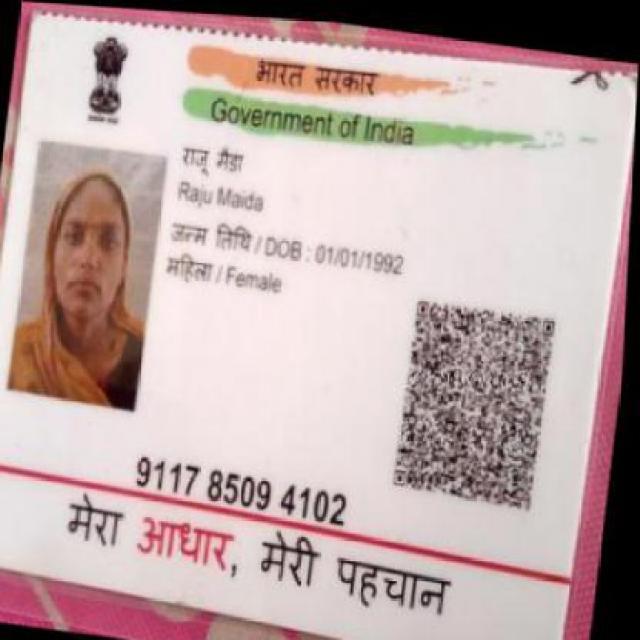 भारत सरकार
Government of India
राजू मैडा
Raju Maida
जन्म तिथि / DOB : 01/01/1992
महिला / Female
9117 8509 4102
मेरा आधार, मेरी पहचान